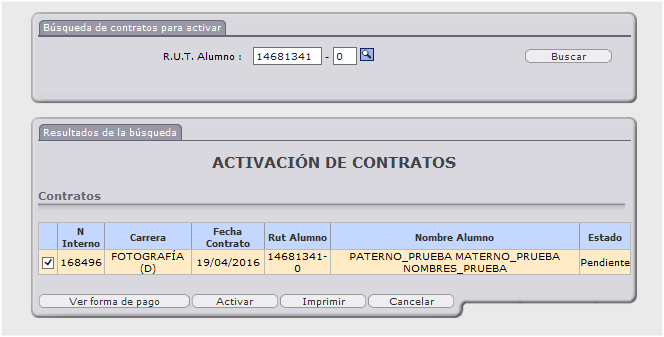 Búsqueda de contratos para activar
R.U.T. Alumno : 14681341 - 0 Buscar
Resultados de la búsqueda
ACTIVACIÓN DE CONTRATOS
Contratos
N Interno Carrera Fecha Contrato Rut Alumno Nombre Alumno Estado
168496 FOTOGRAFÍA (D) 19/04/2016 14681341-0 PATERNO_PRUEBA MATERNO_PRUEBA NOMBRES_PRUEBA Pendiente
Ver forma de pago Activar Imprimir Cancelar